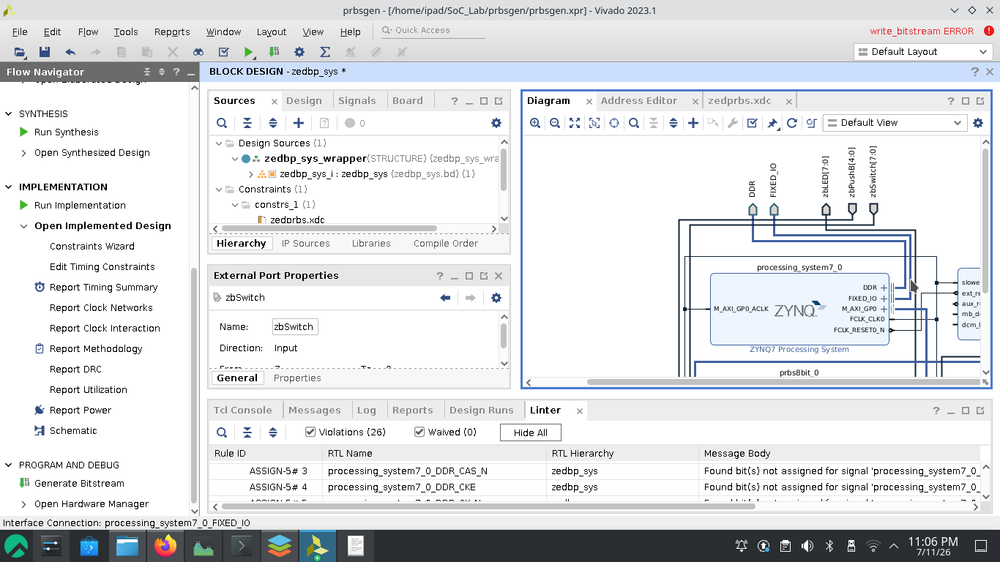 prbsgen - [/home/ipad/SoC_Lab/prbsgen/prbsgen.xpr] - Vivado 2023.1
File Edit Flow Tools Reports Window Layout View Help Quick Access
write_bitstream ERROR
Default Layout
Flow Navigator
SYNTHESIS
Run Synthesis
Open Synthesized Design
IMPLEMENTATION
Run Implementation
Open Implemented Design
Constraints Wizard
Edit Timing Constraints
Report Timing Summary
Report Clock Networks
Report Clock Interaction
Report Methodology
Report DRC
Report Utilization
Report Power
Schematic
PROGRAM AND DEBUG
Generate Bitstream
Open Hardware Manager
BLOCK DESIGN - zedbp_sys *
Sources Design Signals Board
0
Design Sources (1)
zedbp_sys_wrapper(STRUCTURE) (zedbp_sys_wra
zedbp_sys_i : zedbp_sys (zedbp_sys.bd) (1)
Constraints (1)
constrs_1 (1)
zedprbs.xdc
Hierarchy IP Sources Libraries Compile Order
External Port Properties
zbSwitch
Name: zbSwitch
Direction: Input
General Properties
Diagram Address Editor zedprbs.xdc
Default View
DDR
FIXED_IO
zbLED[7:0]
zbPushB[4:0]
zbSwitch[7:0]
processing_system7_0
M_AXI_GP0_ACLK
ZYNQ
DDR
FIXED_IO
M_AXI_GP0
FCLK_CLK0
FCLK_RESET0_N
ZYNQ7 Processing System
slowe
ext_re
aux_re
mb_de
dcm_l
prbs8bit_0
Tcl Console Messages Log Reports Design Runs Linter
Violations (26) Waived (0) Hide All
Rule ID RTL Name RTL Hierarchy Message Body
ASSIGN-5# 3 processing_system7_0_DDR_CAS_N zedbp_sys Found bit(s) not assigned for signal 'processing_system7_0_
ASSIGN-5# 4 processing_system7_0_DDR_CKE zedbp_sys Found bit(s) not assigned for signal 'processing_system7_0_
Interface Connection: processing_system7_0_FIXED_IO
11:06 PM
7/11/26